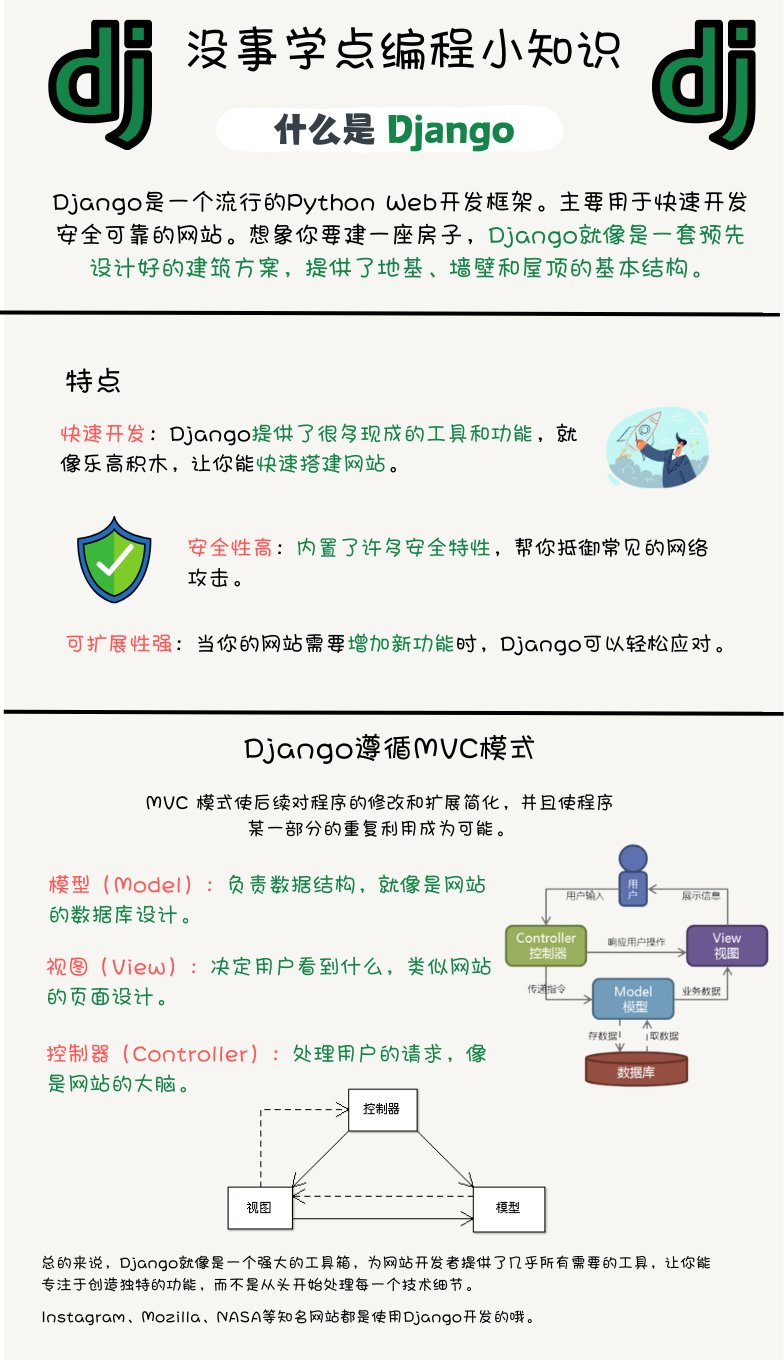 dj
dj
没事学点编程小知识
什么是 Django
Django是一个流行的Python Web开发框架。主要用于快速开发
安全可靠的网站。想象你要建一座房子，Django就像是一套预先
设计好的建筑方案，提供了地基、墙壁和屋顶的基本结构。
特点
快速开发：Django提供了很多现成的工具和功能，就
像乐高积木，让你能快速搭建网站。
安全性高：内置了许多安全特性，帮你抵御常见的网络
攻击。
可扩展性强：当你的网站需要增加新功能时，Django可以轻松应对。
Django遵循MVC模式
MVC 模式使后续对程序的修改和扩展简化，并且使程序
某一部分的重复利用成为可能。
模型（Model）：负责数据结构，就像是网站
的数据库设计。
视图（View）：决定用户看到什么，类似网站
的页面设计。
控制器（Controller）：处理用户的请求，像
是网站的大脑。
用
户
用户输入
展示信息
Controller
控制器
响应用户操作
View
视图
传递指令
Model
模型
业务数据
存数据
取数据
数据库
控制器
视图
模型
总的来说，Django就像是一个强大的工具箱，为网站开发者提供了几乎所有需要的工具，让你能
专注于创造独特的功能，而不是从头开始处理每一个技术细节。
Instagram、Mozilla、NASA等知名网站都是使用Django开发的哦。